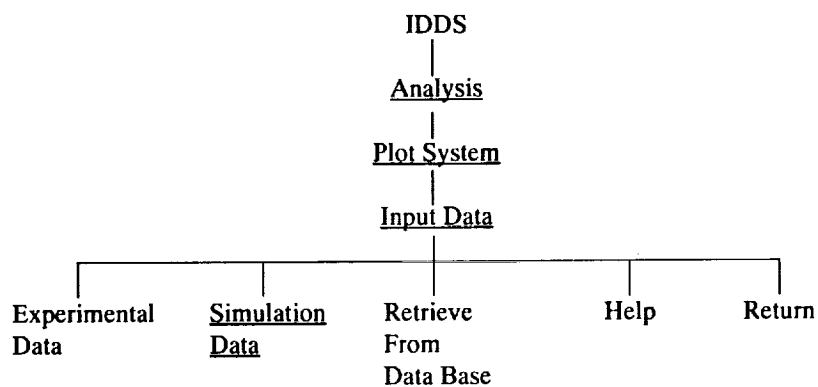 IDDS
Analysis
Plot System
Input Data
Experimental Data
Simulation Data
Retrieve From Data Base
Help
Return